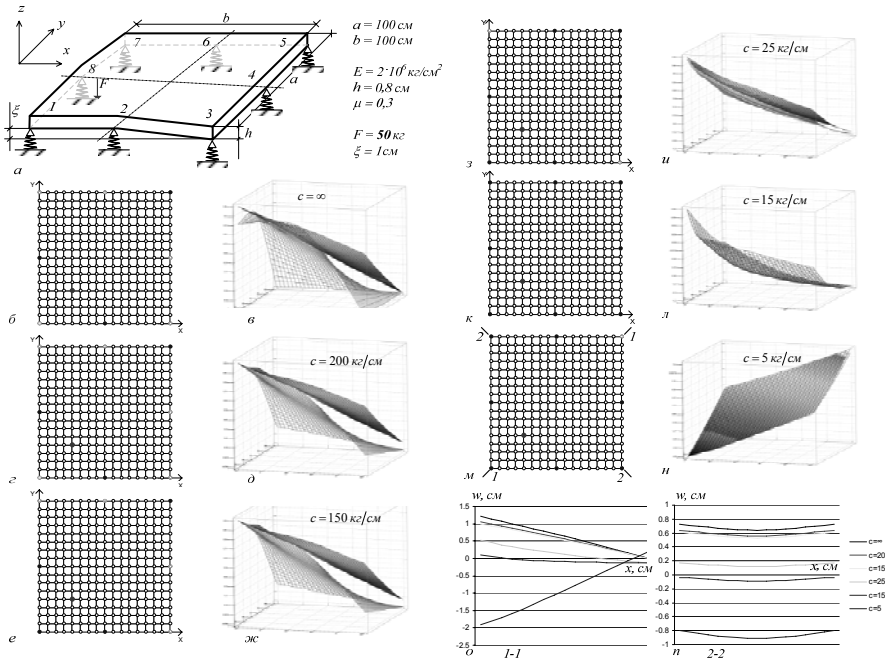 z
y
x
b
a = 100 см
b = 100 см
7
6
5
E = 2·10⁶ кг/см²
h = 0,8 см
μ = 0,3
8
F
4
a
F = 50 кг
ξ = 1см
ξ
1
2
3
h
а
Y
X
б
c = ∞
в
Y
X
г
c = 200 кг/см
д
Y
X
е
c = 150 кг/см
ж
Y
X
з
c = 25 кг/см
и
Y
X
к
c = 15 кг/см
л
2
1
1
2
м
c = 5 кг/см
н
w, см
1.5
1
0.5
0
-0.5
-1
-1.5
-2
-2.5
x, см
о
1-1
w, см
1
0.8
0.6
0.4
0.2
0
-0.2
-0.4
-0.6
-0.8
-1
x, см
п
2-2
c=∞
c=20
c=15
c=25
c=15
c=5